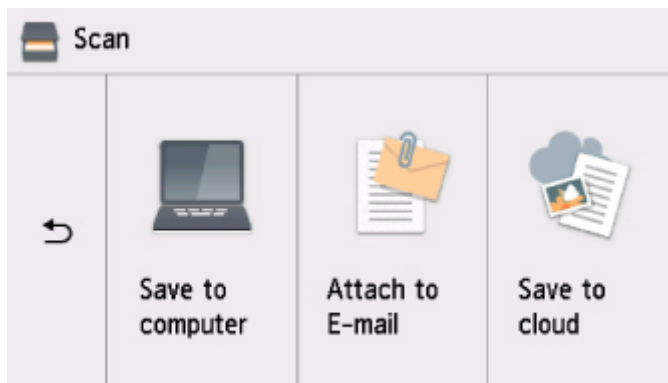 Scan
Save to
computer
Attach to
E-mail
Save to
cloud